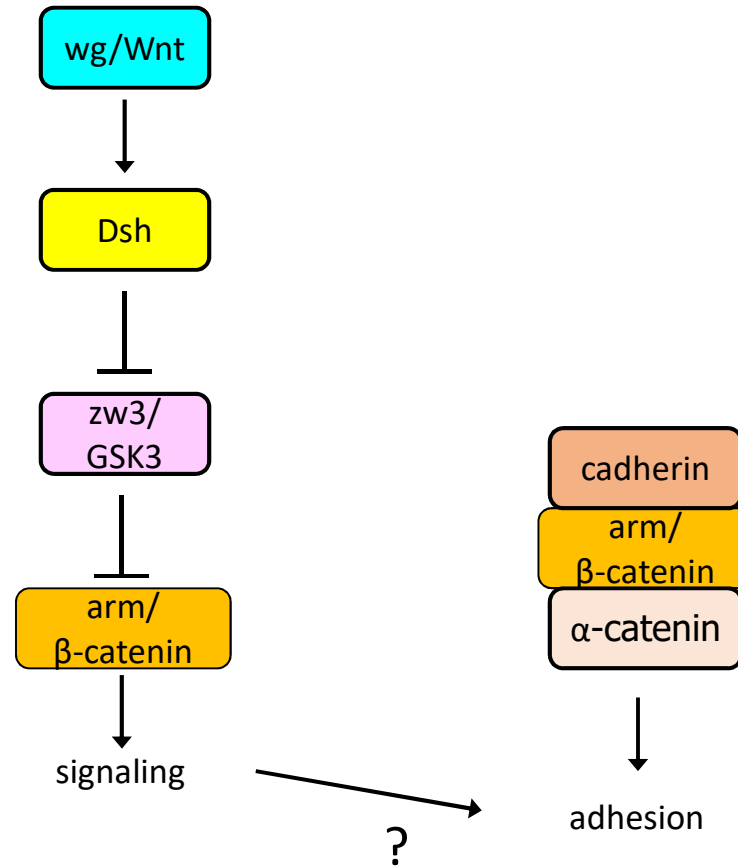 wg/Wnt
Dsh
zw3/
GSK3
arm/
β-catenin
signaling
cadherin
arm/
β-catenin
α-catenin
adhesion
?